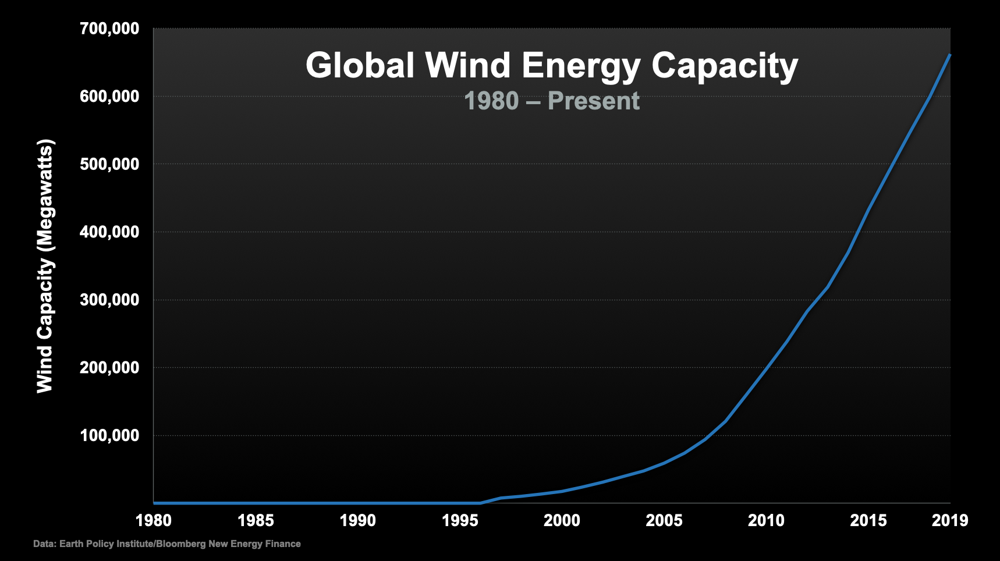 Global Wind Energy Capacity
1980 – Present
Wind Capacity (Megawatts)
700,000
600,000
500,000
400,000
300,000
200,000
100,000
1980 1985 1990 1995 2000 2005 2010 2015 2019
Data: Earth Policy Institute/Bloomberg New Energy Finance